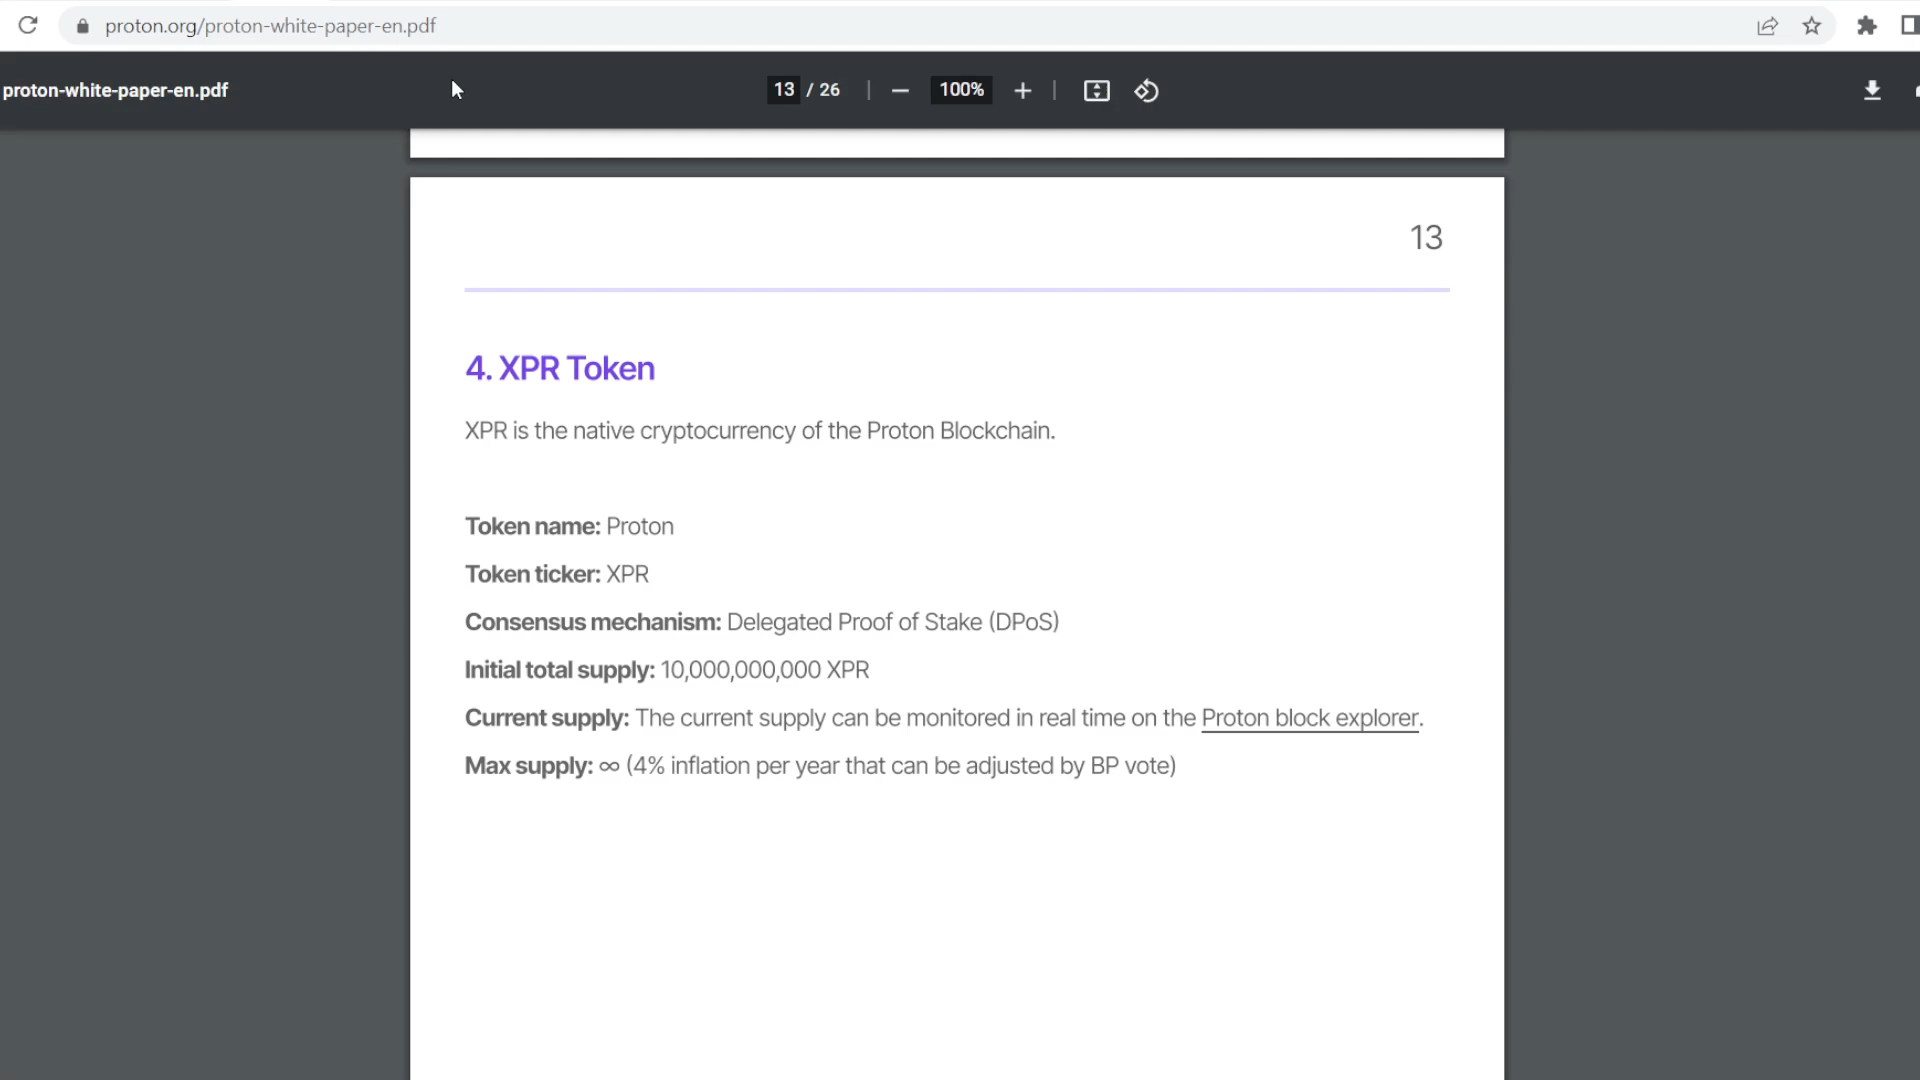 proton.org/proton-white-paper-en.pdf
proton-white-paper-en.pdf
13 / 26
100%
13
4. XPR Token
XPR is the native cryptocurrency of the Proton Blockchain.
Token name: Proton
Token ticker: XPR
Consensus mechanism: Delegated Proof of Stake (DPoS)
Initial total supply: 10,000,000,000 XPR
Current supply: The current supply can be monitored in real time on the Proton block explorer.
Max supply: ∞ (4% inflation per year that can be adjusted by BP vote)